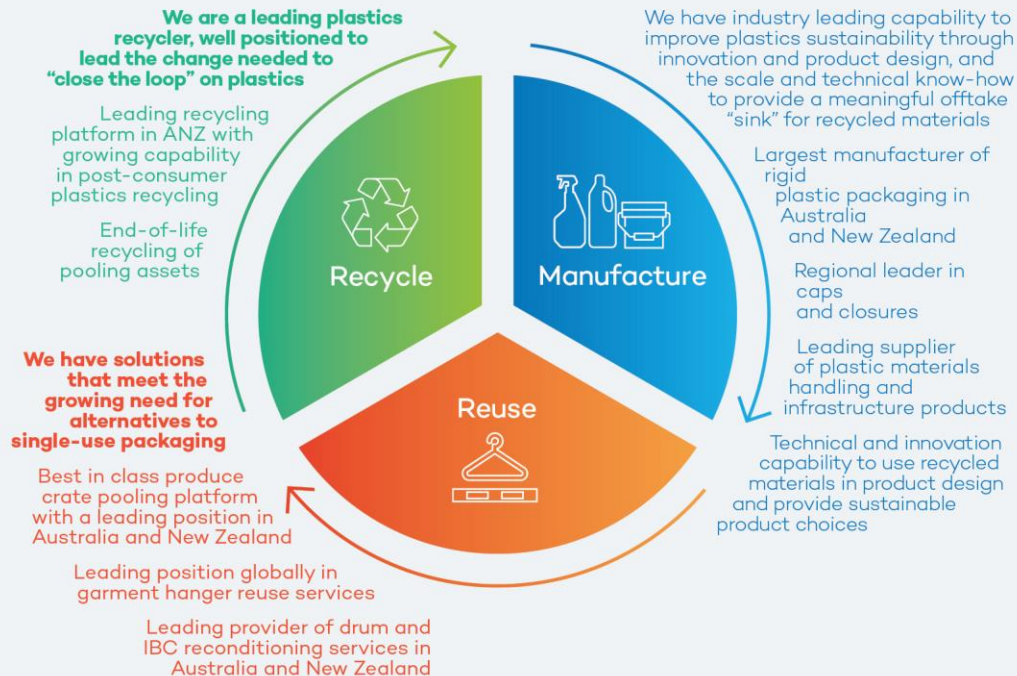 We are a leading plastics
recycler, well positioned to
lead the change needed to
“close the loop” on plastics
Leading recycling
platform in ANZ with
growing capability
in post-consumer
plastics recycling
End-of-life
recycling of
pooling assets
Recycle
We have industry leading capability to
improve plastics sustainability through
innovation and product design, and
the scale and technical know-how
to provide a meaningful offtake
“sink” for recycled materials
Largest manufacturer of
rigid
plastic packaging in
Australia
and New Zealand
Regional leader in
caps
and closures
Leading supplier
of plastic materials
handling and
infrastructure products
Technical and innovation
capability to use recycled
materials in product design
and provide sustainable
product choices
Manufacture
Reuse
We have solutions
that meet the
growing need for
alternatives to
single-use packaging
Best in class produce
crate pooling platform
with a leading position in
Australia and New Zealand
Leading position globally in
garment hanger reuse services
Leading provider of drum and
IBC reconditioning services in
Australia and New Zealand